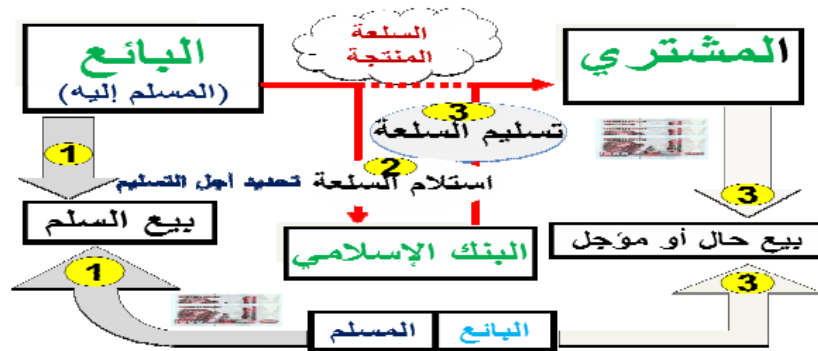 السلعة
المنتجة
البائع
(المسلم إليه)
المشتري
3
تسليم السلعة
1
2
استلام السلعة تحديد أجل التسليم
3
بيع السلم
البنك الإسلامي
بيع حال أو مؤجل
1
3
البائع
المسلم